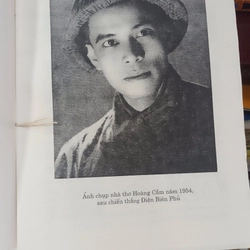 Ảnh chụp nhà thơ Hoàng Cầm năm 1954,
sau chiến thắng Điện Biên Phủ